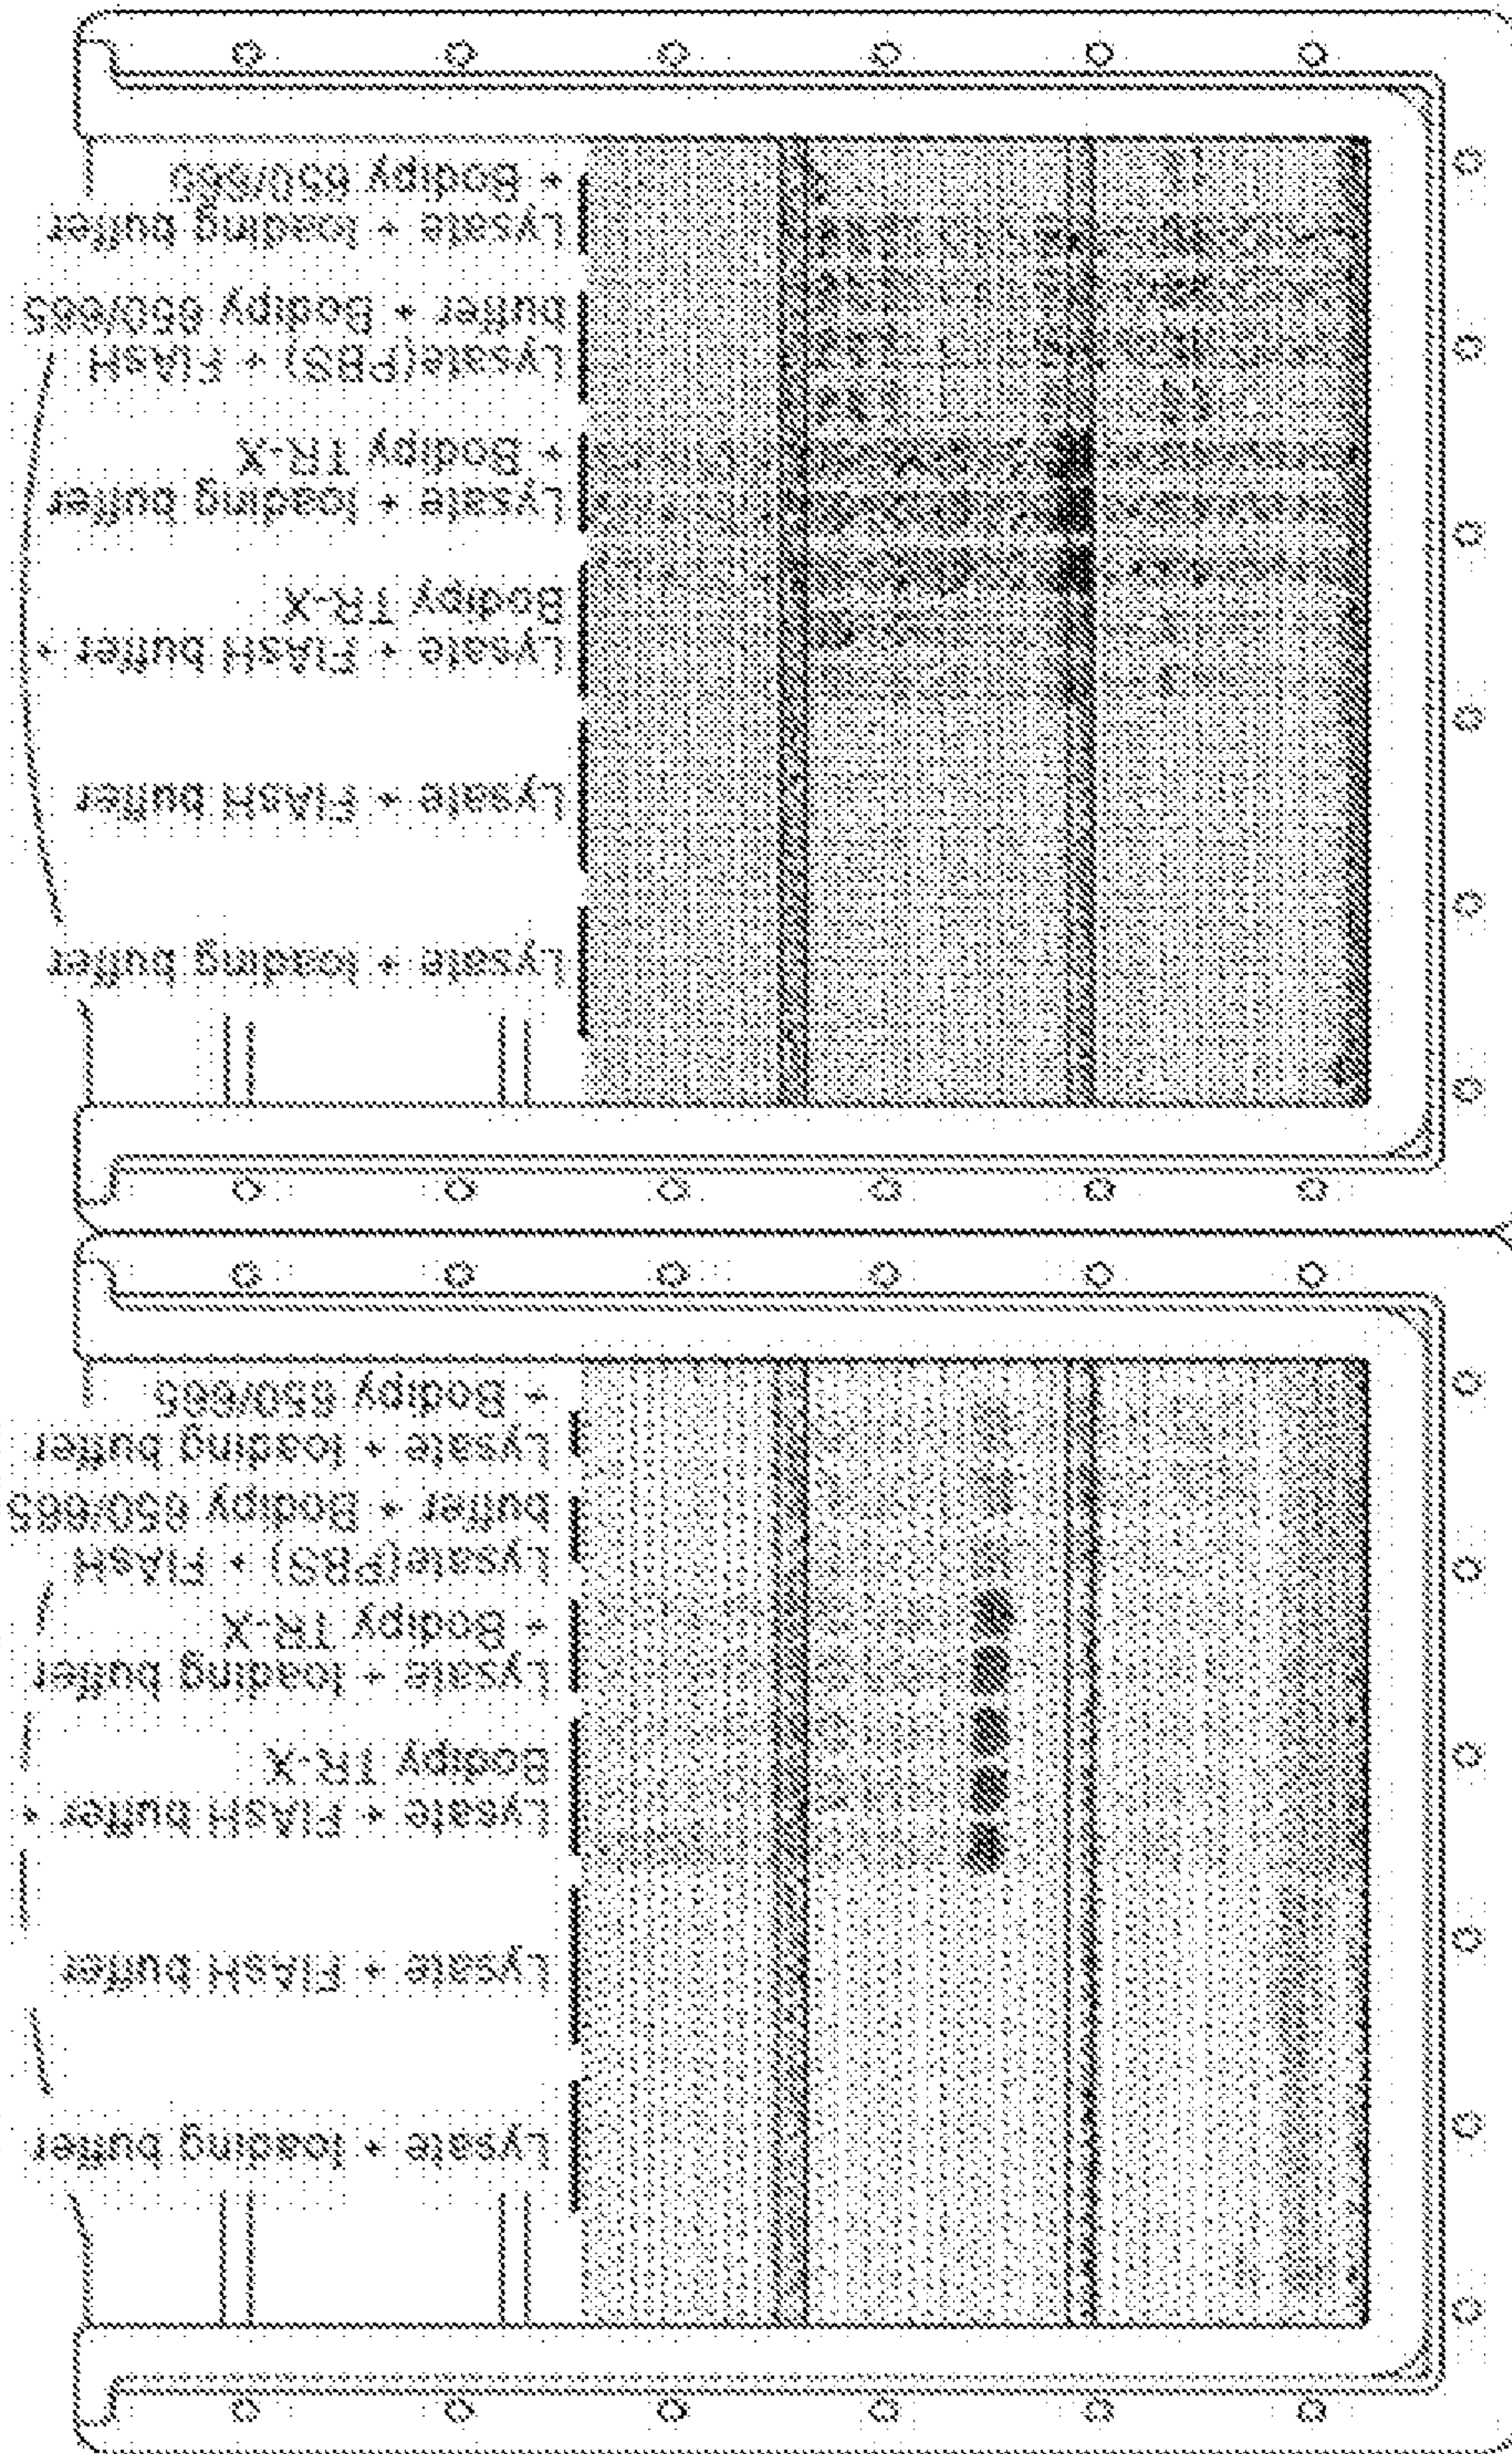 Lysate + loading buffer
Lysate + FlAsH buffer
Lysate + FlAsH buffer +
Bodipy TR-X
Lysate + loading buffer
+ Bodipy TR-X
Lysate(PBS) + FlAsH
buffer + Bodipy 650/665
Lysate + loading buffer
+ Bodipy 650/665
Lysate + loading buffer
Lysate + FlAsH buffer
Lysate + FlAsH buffer +
Bodipy TR-X
Lysate + loading buffer
+ Bodipy TR-X
Lysate(PBS) + FlAsH
buffer + Bodipy 650/665
Lysate + loading buffer
+ Bodipy 650/665